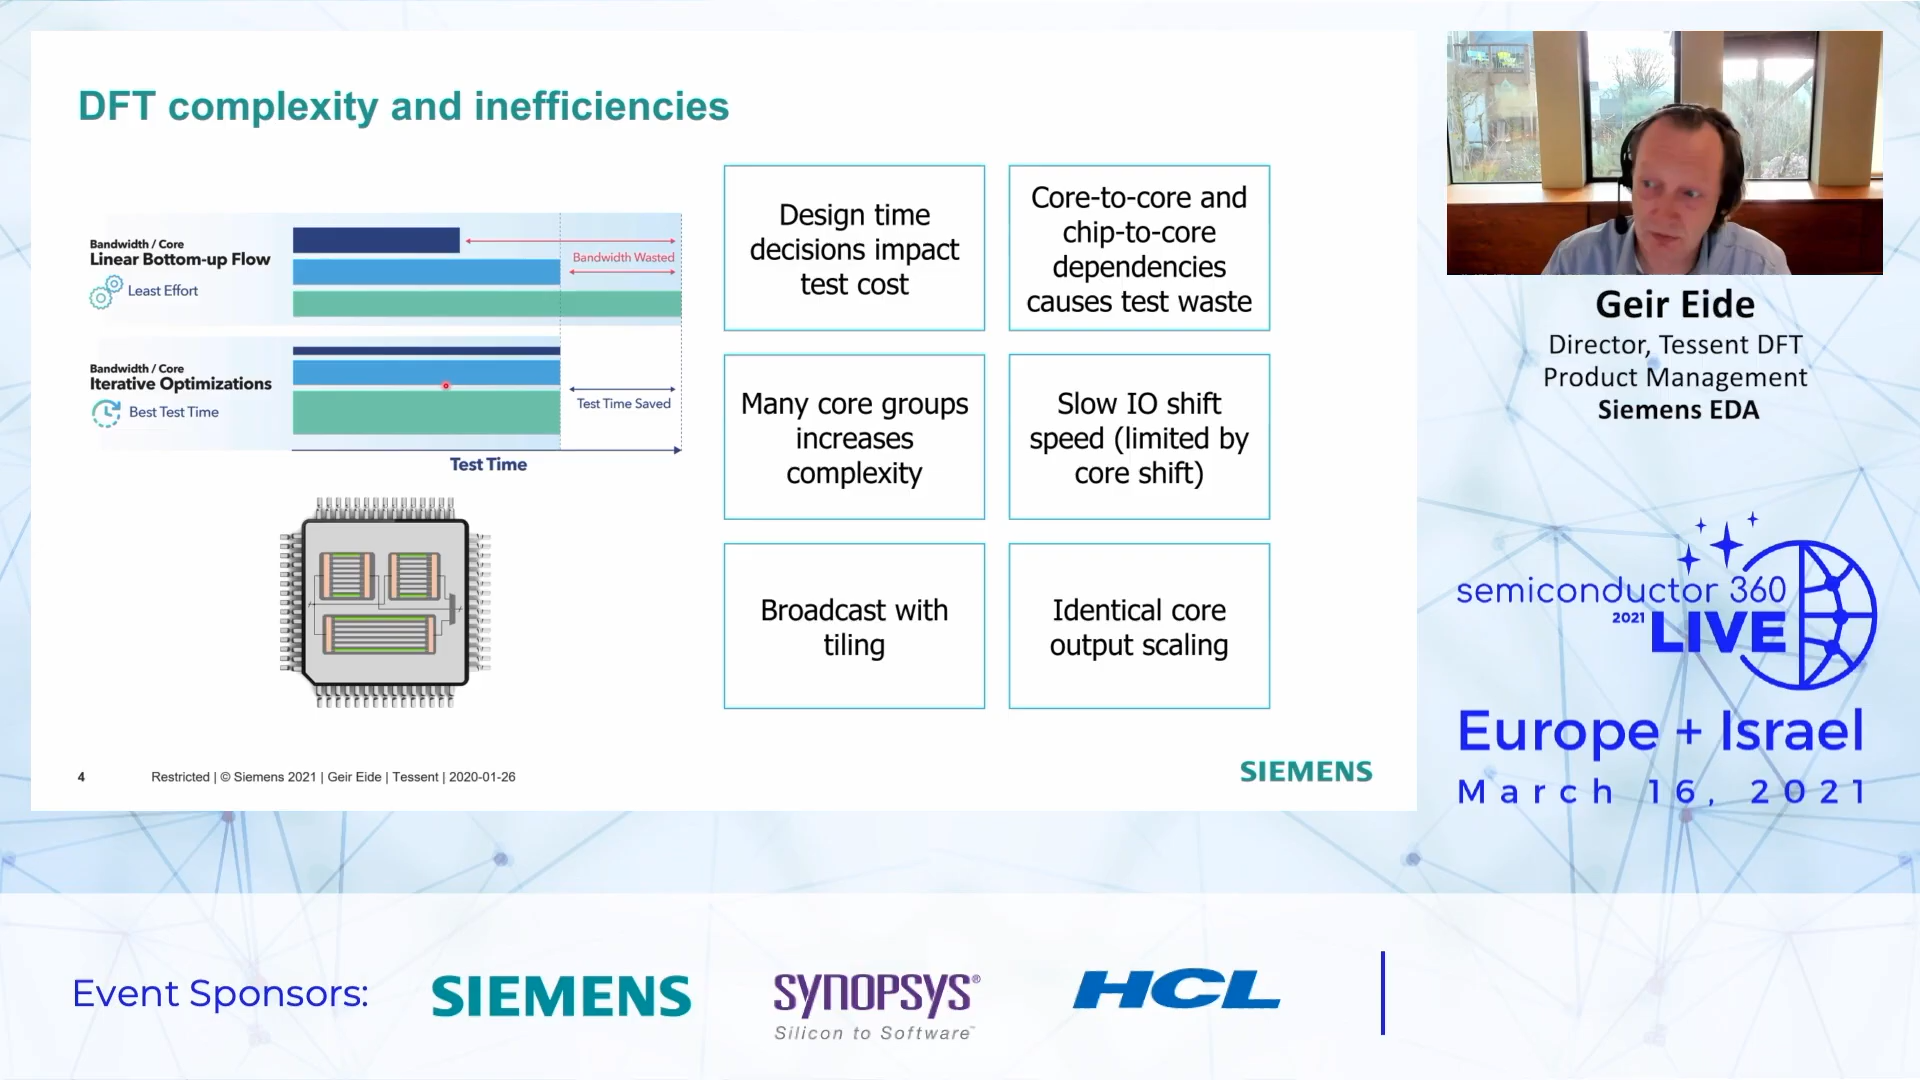 DFT complexity and inefficiencies
Bandwidth / Core
Linear Bottom-up Flow
Least Effort
Bandwidth Wasted
Bandwidth / Core
Iterative Optimizations
Best Test Time
Test Time Saved
Test Time
Design time
decisions impact
test cost
Core-to-core and
chip-to-core
dependencies
causes test waste
Many core groups
increases
complexity
Slow IO shift
speed (limited by
core shift)
Broadcast with
tiling
Identical core
output scaling
4
Restricted | © Siemens 2021 | Geir Eide | Tessent | 2020-01-26
SIEMENS
Geir Eide
Director, Tessent DFT
Product Management
Siemens EDA
semiconductor 360
2021
LIVE
Europe + Israel
March 16, 2021
Event Sponsors:
SIEMENS
SYNOPSYS®
Silicon to Software™
HCL